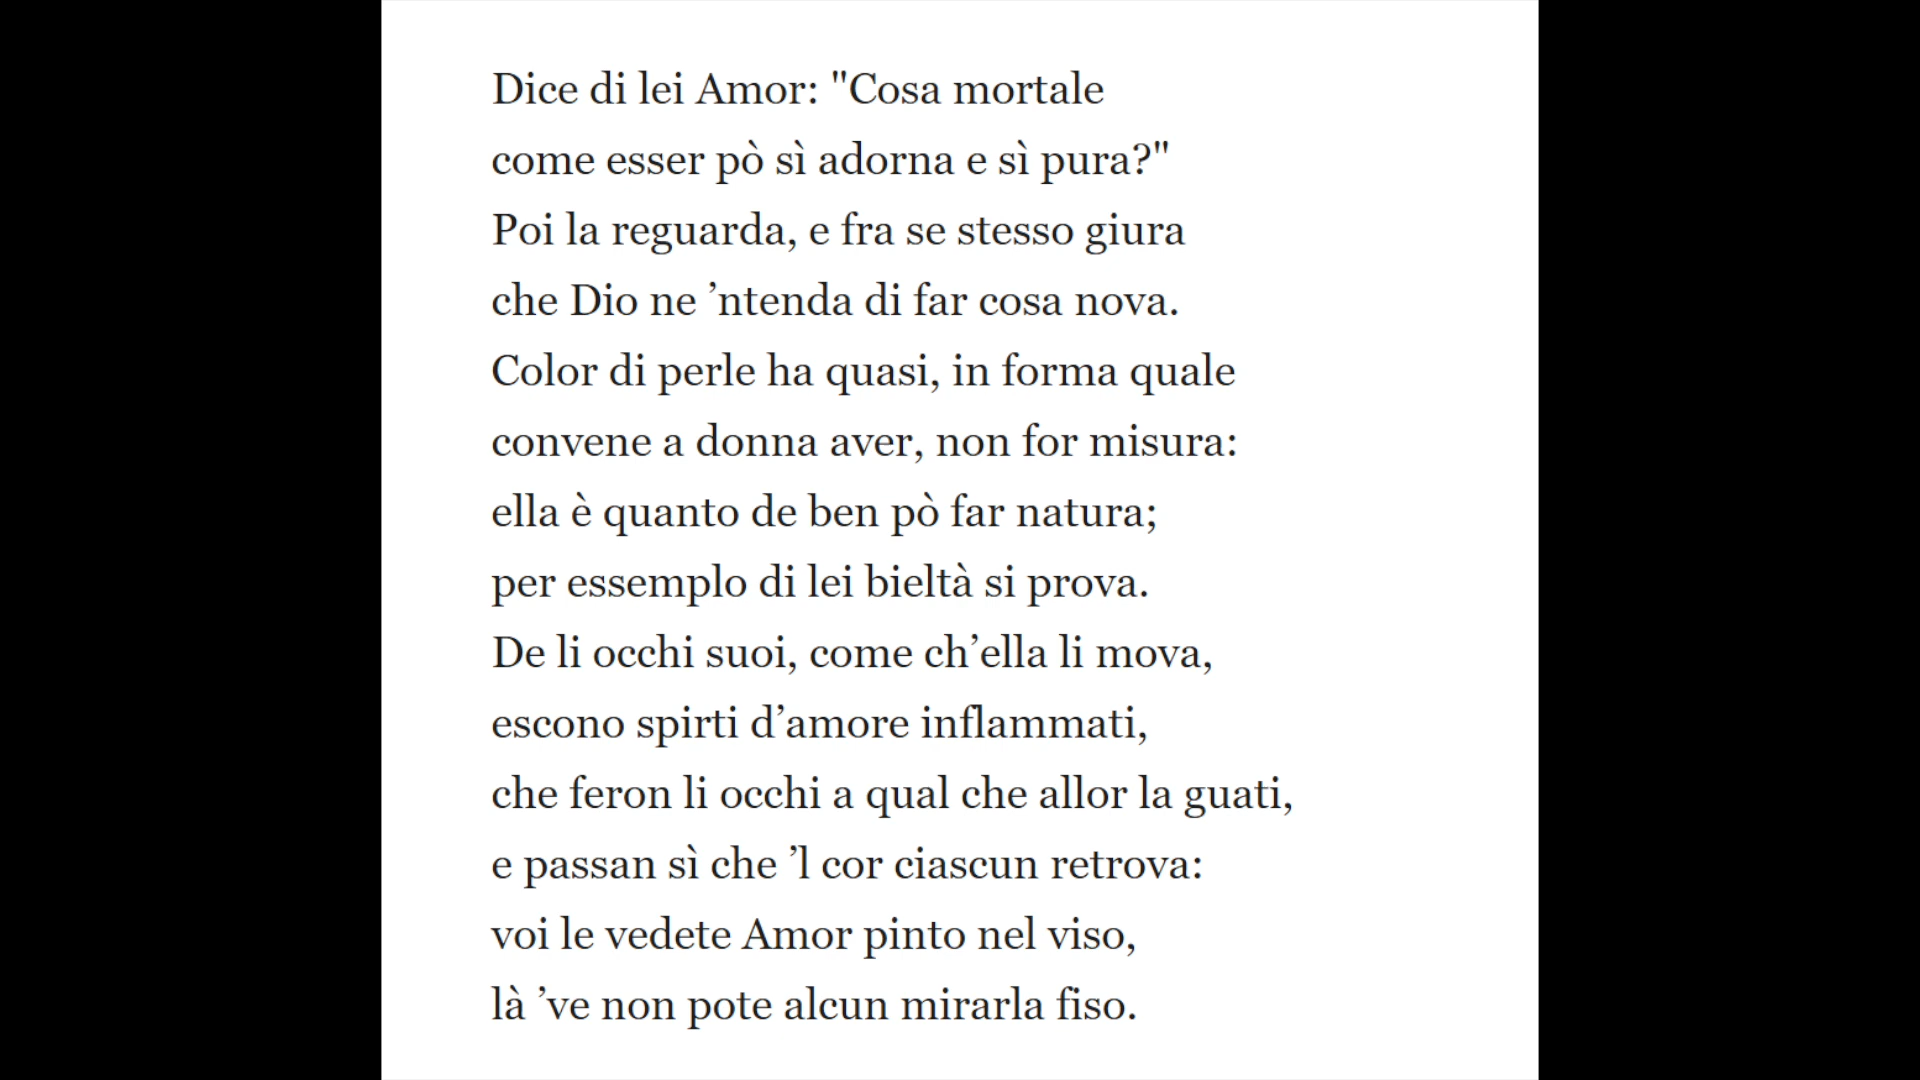 Dice di lei Amor: "Cosa mortale
come esser pò sì adorna e sì pura?"
Poi la reguarda, e fra se stesso giura
che Dio ne ’ntenda di far cosa nova.
Color di perle ha quasi, in forma quale
convene a donna aver, non for misura:
ella è quanto de ben pò far natura;
per essemplo di lei bieltà si prova.
De li occhi suoi, come ch’ella li mova,
escono spirti d’amore inflammati,
che feron li occhi a qual che allor la guati,
e passan sì che ’l cor ciascun retrova:
voi le vedete Amor pinto nel viso,
là ’ve non pote alcun mirarla fiso.